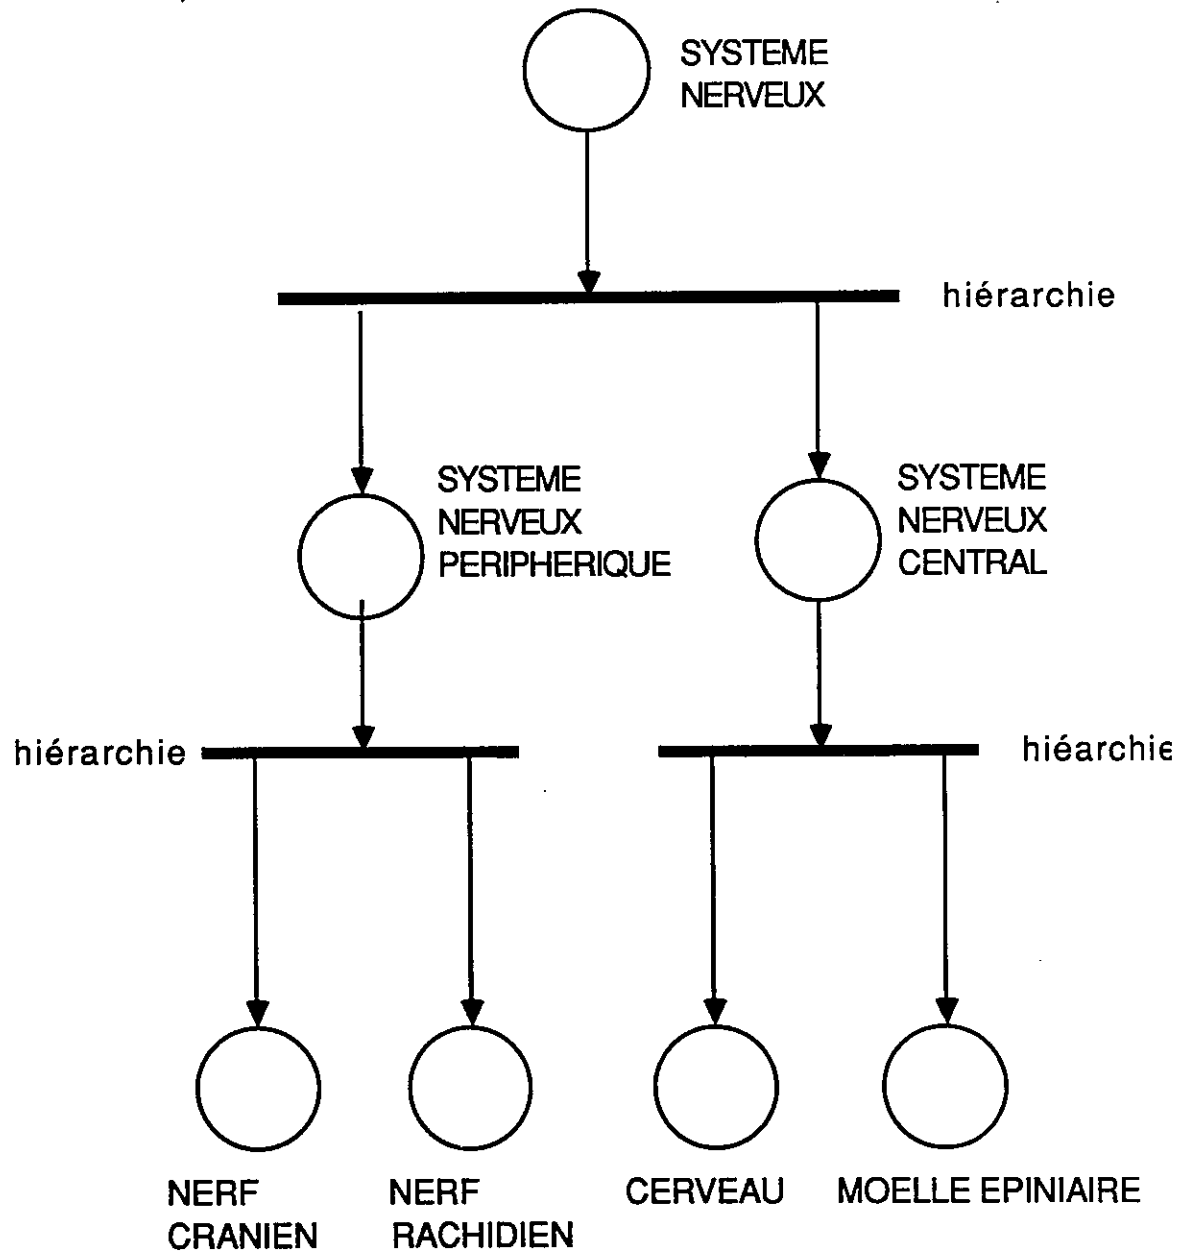 SYSTEME
NERVEUX
hiérarchie
SYSTEME
NERVEUX
PERIPHERIQUE
SYSTEME
NERVEUX
CENTRAL
hiérarchie
hiéarchie
NERF
CRANIEN
NERF
RACHIDIEN
CERVEAU
MOELLE EPINIAIRE